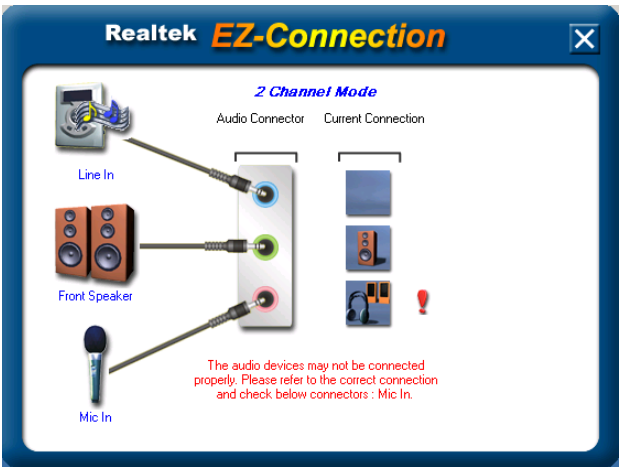 Realtek EZ-Connection
2 Channel Mode
Audio Connector Current Connection
Line In
Front Speaker
Mic In
The audio devices may not be connected
properly. Please refer to the correct connection
and check below connectors : Mic In.